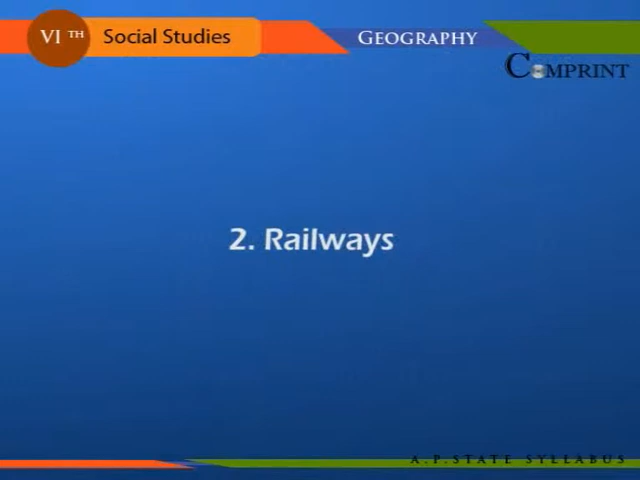 VI TH Social Studies
GEOGRAPHY
COMPRINT
2. Railways
A.P.STATE SYLLABUS